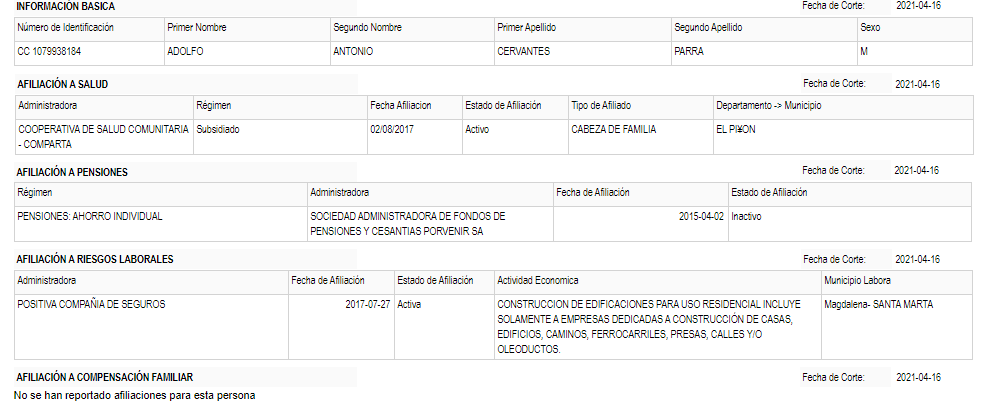 INFORMACIÓN BASICA Fecha de Corte: 2021-04-16
Número de Identificación Primer Nombre Segundo Nombre Primer Apellido Segundo Apellido Sexo
CC 1079938184 ADOLFO ANTONIO CERVANTES PARRA M
AFILIACIÓN A SALUD Fecha de Corte: 2021-04-16
Administradora Régimen Fecha Afiliacion Estado de Afiliación Tipo de Afiliado Departamento -> Municipio
COOPERATIVA DE SALUD COMUNITARIA Subsidiado 02/08/2017 Activo CABEZA DE FAMILIA EL PI¥ON
- COMPARTA
AFILIACIÓN A PENSIONES Fecha de Corte: 2021-04-16
Régimen Administradora Fecha de Afiliación Estado de Afiliación
PENSIONES: AHORRO INDIVIDUAL SOCIEDAD ADMINISTRADORA DE FONDOS DE 2015-04-02 Inactivo
PENSIONES Y CESANTIAS PORVENIR SA
AFILIACIÓN A RIESGOS LABORALES Fecha de Corte: 2021-04-16
Administradora Fecha de Afiliación Estado de Afiliación Actividad Economica Municipio Labora
POSITIVA COMPAÑIA DE SEGUROS 2017-07-27 Activa CONSTRUCCION DE EDIFICACIONES PARA USO RESIDENCIAL INCLUYE Magdalena- SANTA MARTA
SOLAMENTE A EMPRESAS DEDICADAS A CONSTRUCCIÓN DE CASAS,
EDIFICIOS, CAMINOS, FERROCARRILES, PRESAS, CALLES Y/O
OLEODUCTOS.
AFILIACIÓN A COMPENSACIÓN FAMILIAR Fecha de Corte: 2021-04-16
No se han reportado afiliaciones para esta persona